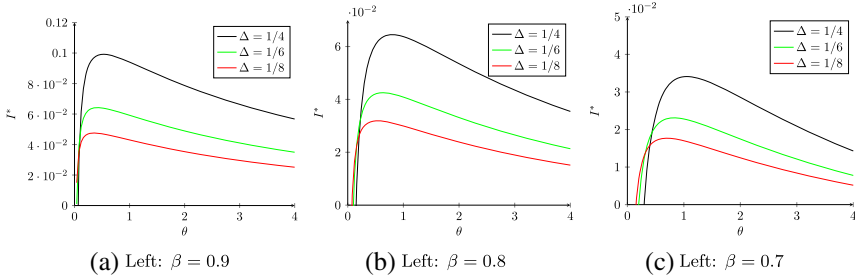 0.12
0.1
8 · 10⁻²
6 · 10⁻²
4 · 10⁻²
2 · 10⁻²
0
I*
0 1 2 3 4
θ
Δ = 1/4
Δ = 1/6
Δ = 1/8
(a) Left: β = 0.9
·10⁻²
6
4
2
0
I*
0 1 2 3 4
θ
Δ = 1/4
Δ = 1/6
Δ = 1/8
(b) Left: β = 0.8
·10⁻²
5
4
3
2
1
0
I*
0 1 2 3 4
θ
Δ = 1/4
Δ = 1/6
Δ = 1/8
(c) Left: β = 0.7